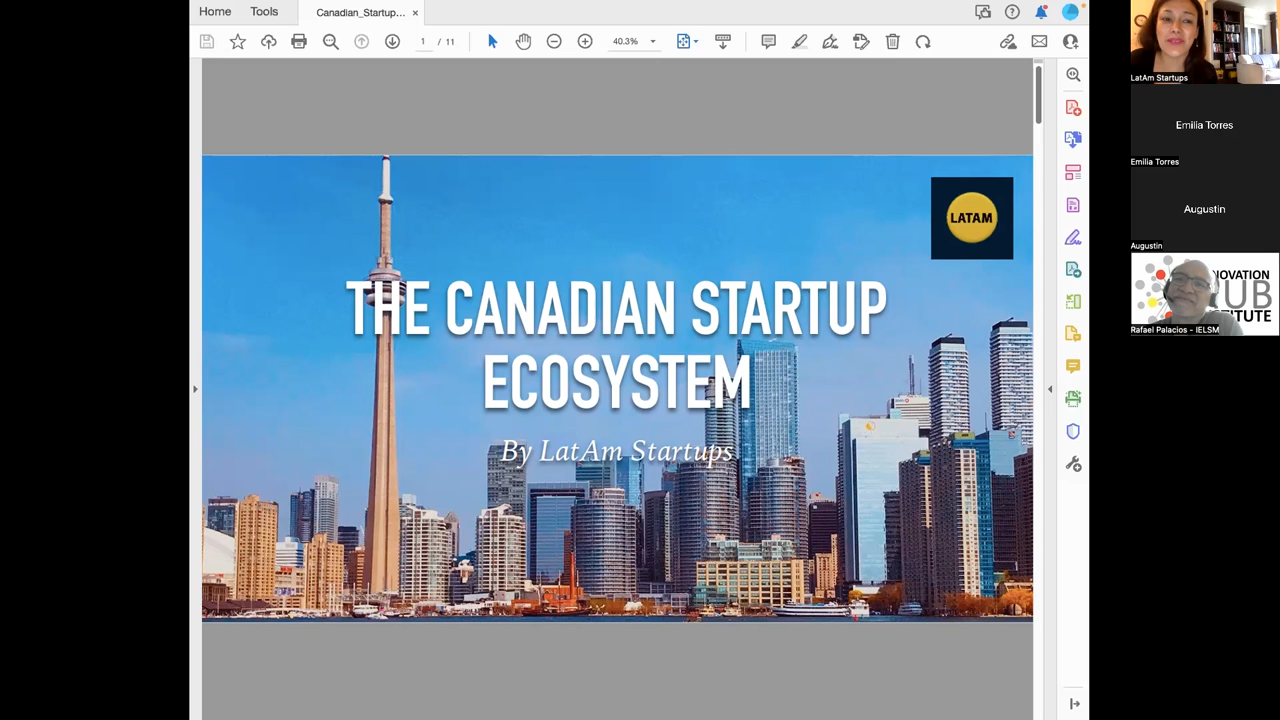 Home
Tools
Canadian_Startup...
1 / 11
40.3%
LATAM
THE CANADIAN STARTUP
ECOSYSTEM
By LatAm Startups
LatAm Startups
Emilia Torres
Emilia Torres
Augustin
Augustin
NOVATION
UB
TITUTE
Rafael Palacios - IELSM